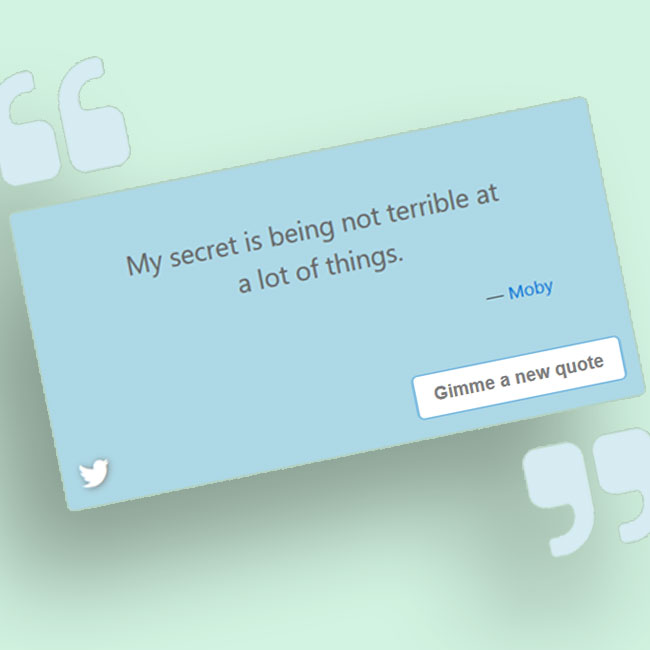 My secret is being not terrible at
a lot of things.
— Moby
Gimme a new quote